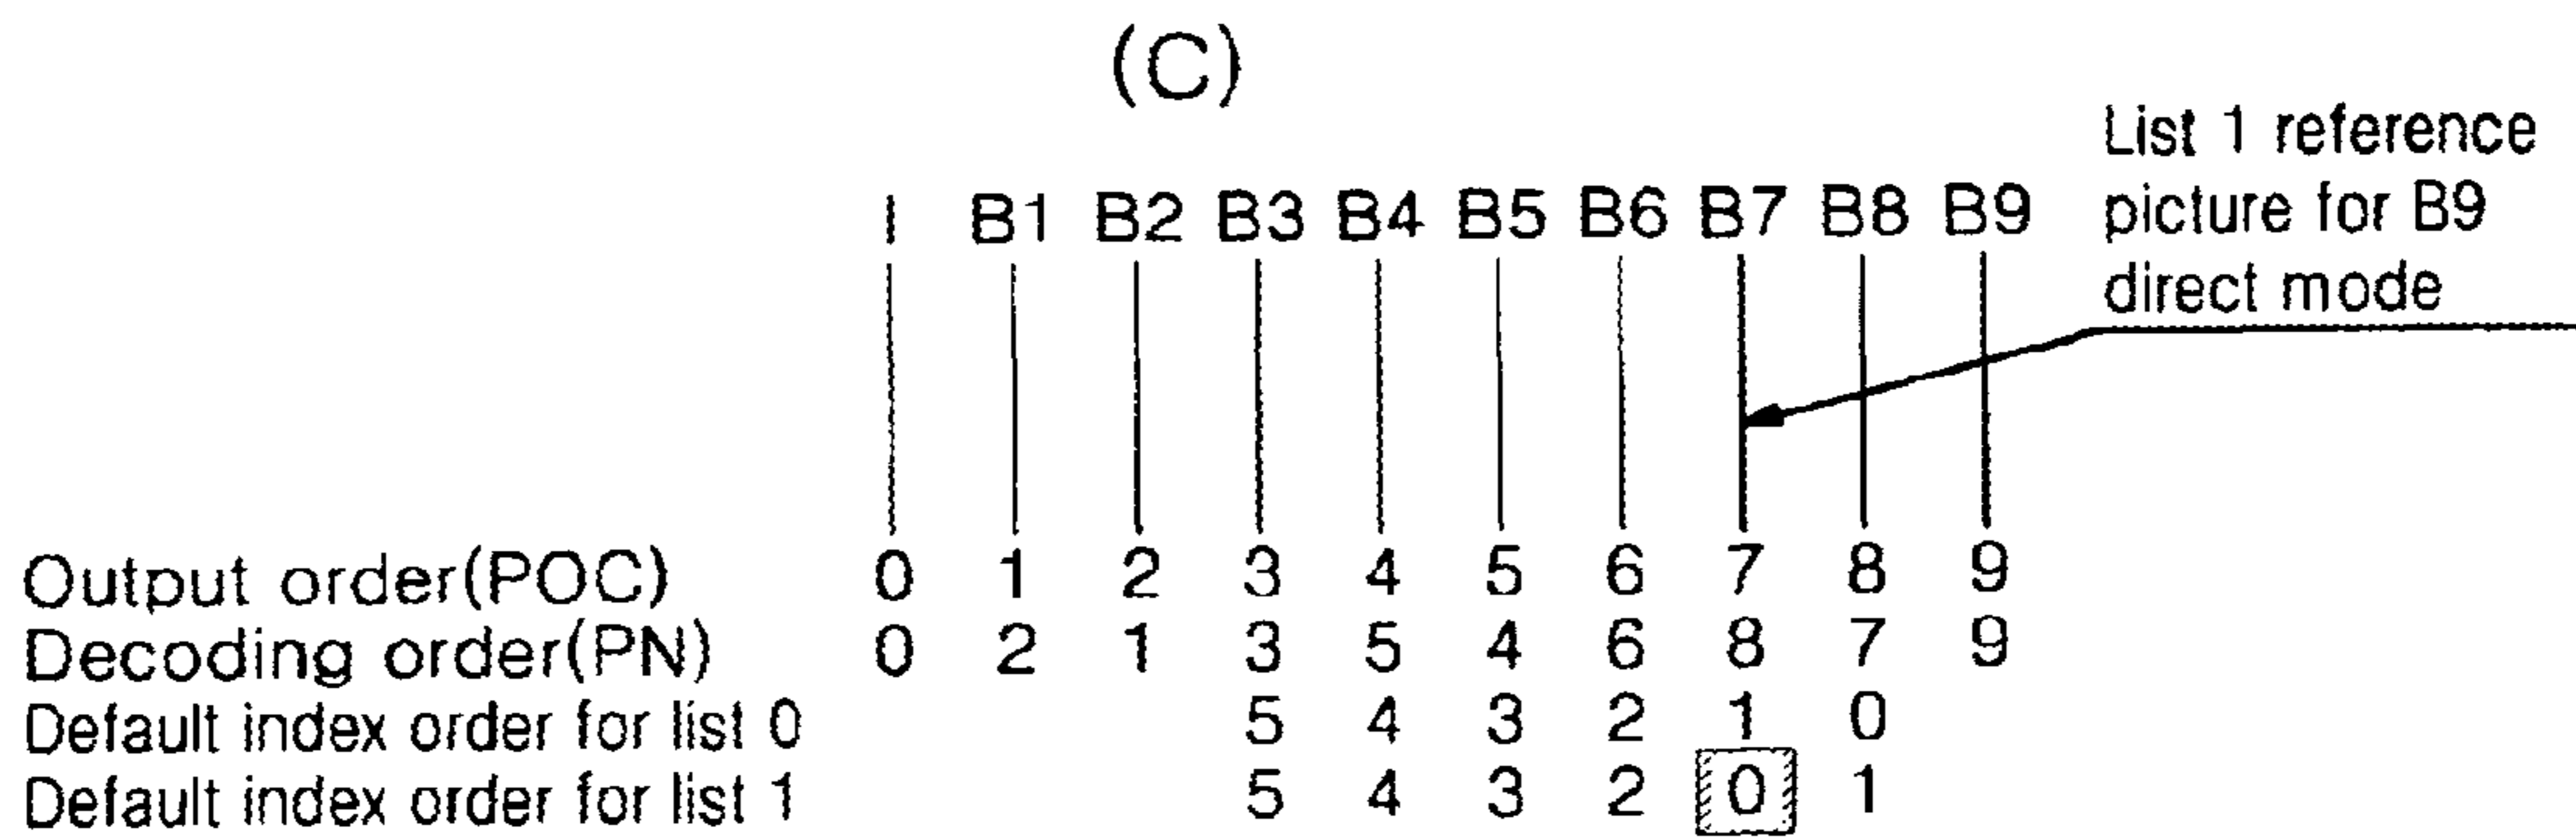 (C)
List 1 reference
picture for B9
direct mode
I B1 B2 B3 B4 B5 B6 B7 B8 B9
Output order(POC) 0 1 2 3 4 5 6 7 8 9
Decoding order(PN) 0 2 1 3 5 4 6 8 7 9
Default index order for list 0 5 4 3 2 1 0
Default index order for list 1 5 4 3 2 0 1